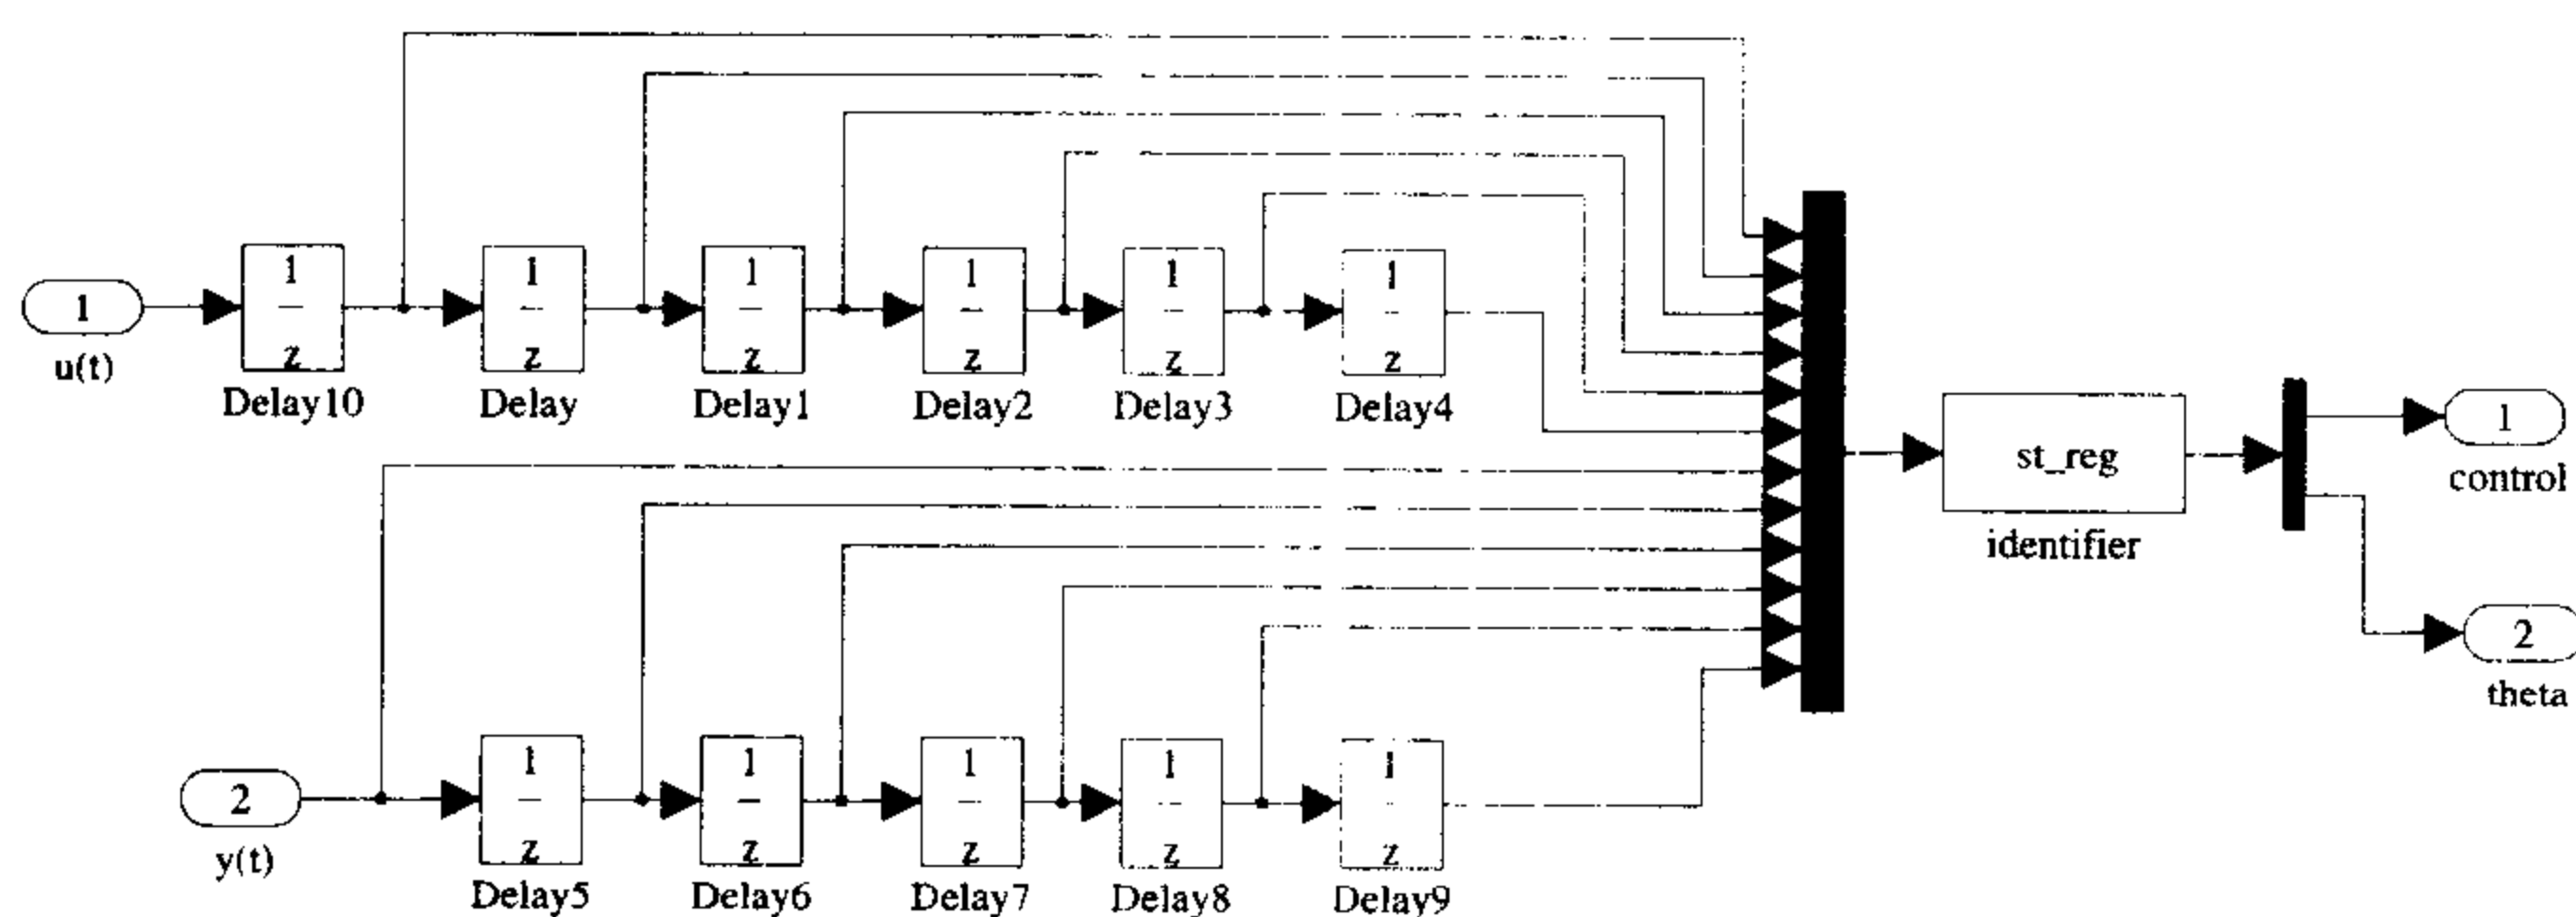 1
u(t)
1
z
Delay10
1
z
Delay
1
z
Delay1
1
z
Delay2
1
z
Delay3
1
z
Delay4
st_reg
identifier
1
control
2
theta
2
y(t)
1
z
Delay5
1
z
Delay6
1
z
Delay7
1
z
Delay8
1
z
Delay9